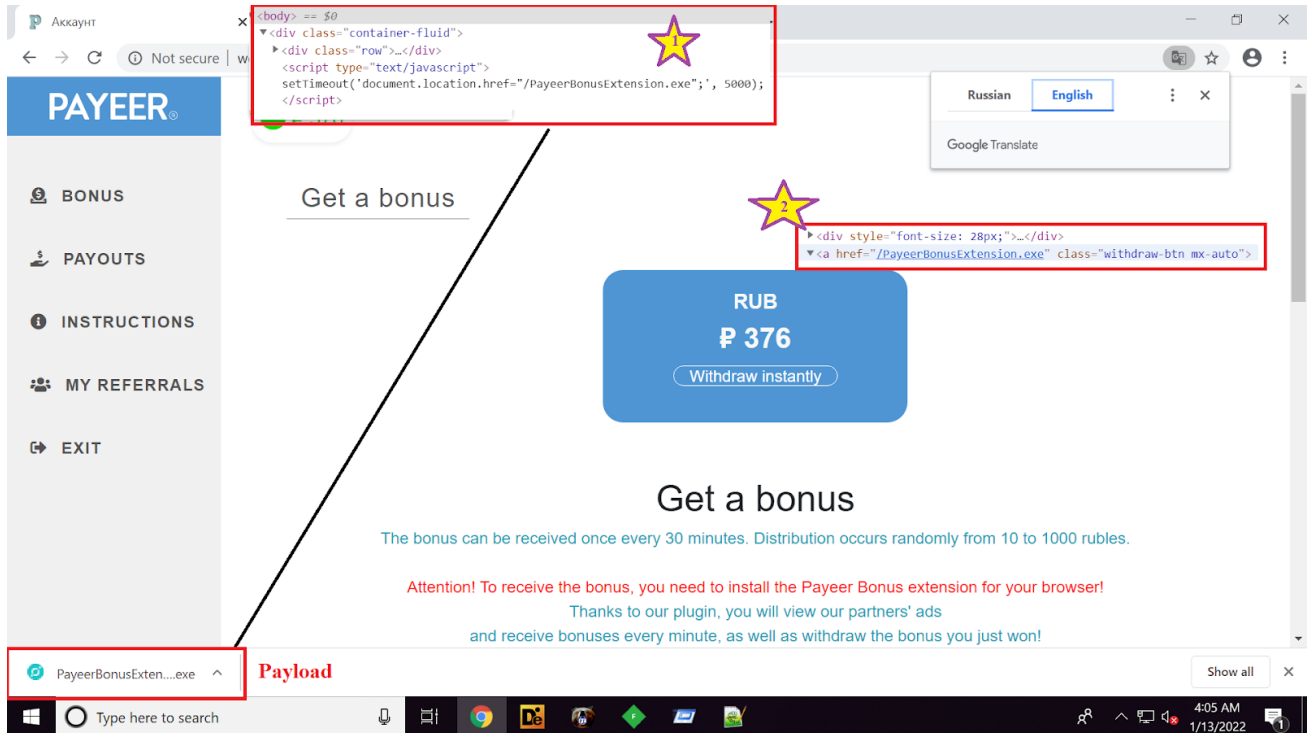 Аккаунт
<body> == $0
▼<div class="container-fluid">
▶<div class="row">…</div>
<script type="text/javascript">
setTimeout('document.location.href="/PayeerBonusExtension.exe";', 5000);
</script>
1
Not secure
Russian
English
Google Translate
PAYEER®
BONUS
PAYOUTS
INSTRUCTIONS
MY REFERRALS
EXIT
Get a bonus
2
▶<div style="font-size: 28px;">…</div>
▼<a href="/PayeerBonusExtension.exe" class="withdraw-btn mx-auto">
RUB
₽ 376
Withdraw instantly
Get a bonus
The bonus can be received once every 30 minutes. Distribution occurs randomly from 10 to 1000 rubles.
Attention! To receive the bonus, you need to install the Payeer Bonus extension for your browser!
Thanks to our plugin, you will view our partners' ads
and receive bonuses every minute, as well as withdraw the bonus you just won!
PayeerBonusExten....exe
Payload
Show all
Type here to search
4:05 AM
1/13/2022
1